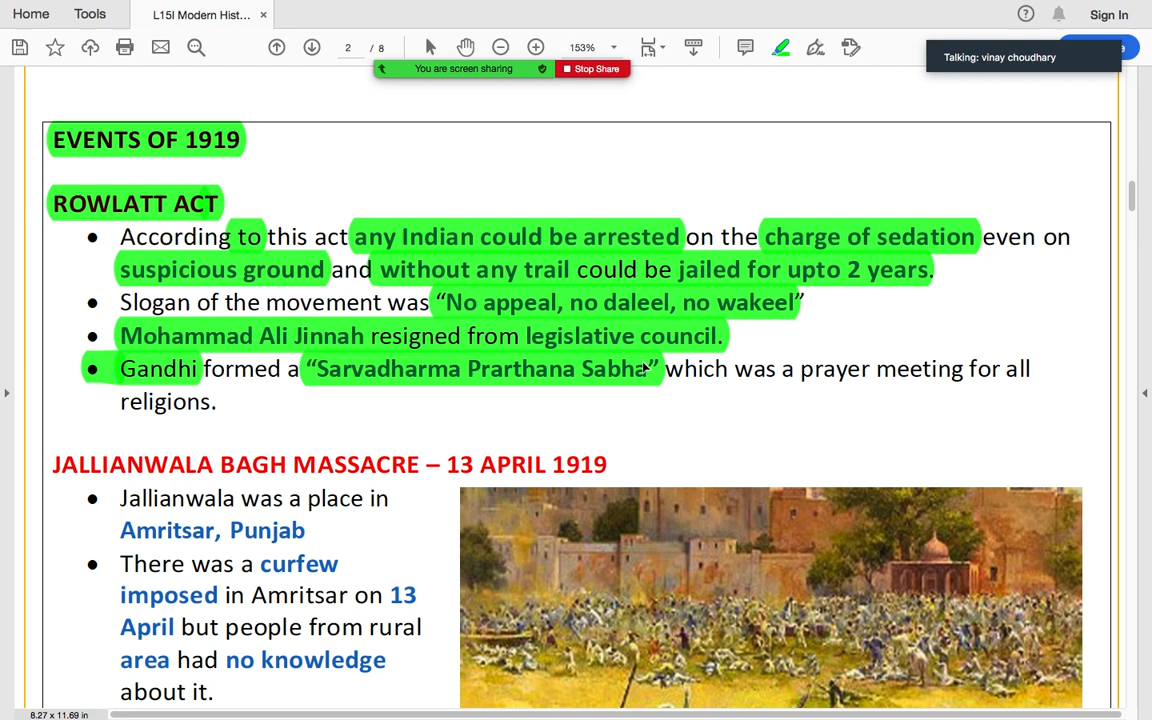 Home Tools L15I Modern Hist... × Sign In
2 / 8 153%
Talking: vinay choudhary
You are screen sharing Stop Share
EVENTS OF 1919
ROWLATT ACT
• According to this act any Indian could be arrested on the charge of sedation even on
suspicious ground and without any trail could be jailed for upto 2 years.
• Slogan of the movement was “No appeal, no daleel, no wakeel”
• Mohammad Ali Jinnah resigned from legislative council.
• Gandhi formed a “Sarvadharma Prarthana Sabha” which was a prayer meeting for all
religions.
JALLIANWALA BAGH MASSACRE – 13 APRIL 1919
• Jallianwala was a place in
Amritsar, Punjab
• There was a curfew
imposed in Amritsar on 13
April but people from rural
area had no knowledge
about it.
8.27 x 11.69 in